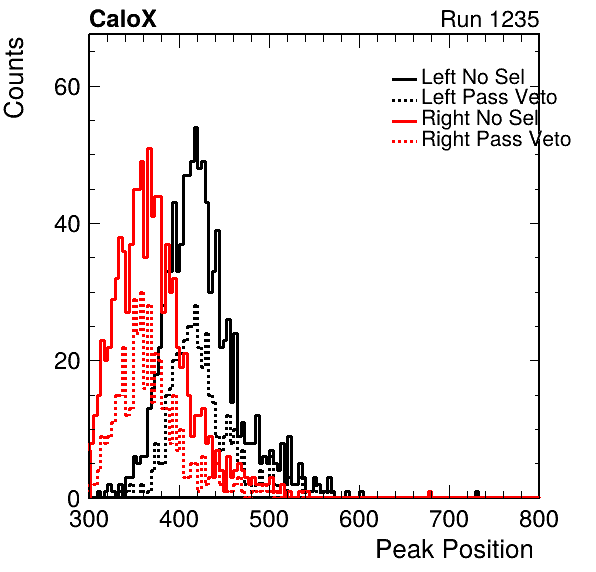 CaloX Run 1235
Counts
60
40
20
0
Left No Sel
Left Pass Veto
Right No Sel
Right Pass Veto
300 400 500 600 700 800
Peak Position